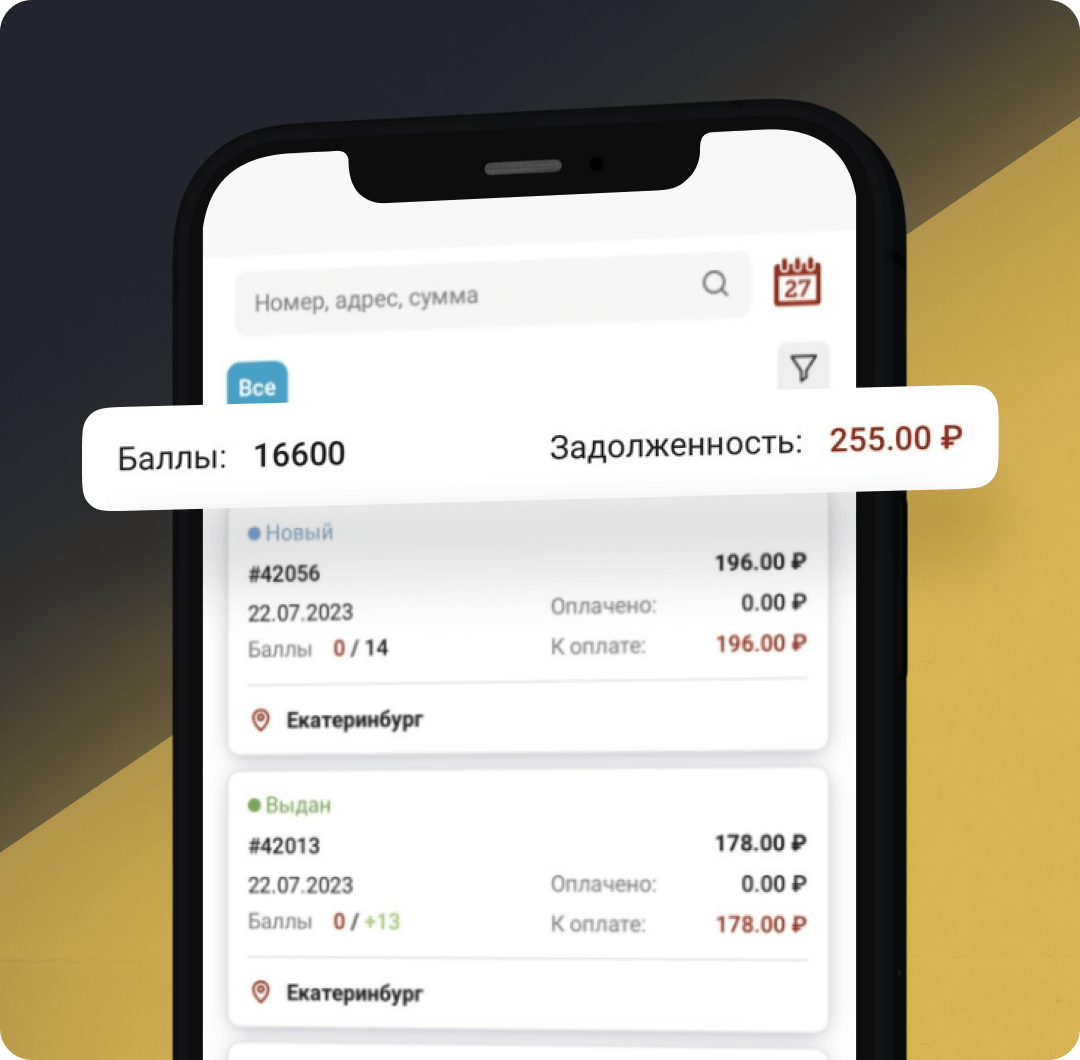 Номер, адрес, сумма
27
Все
Баллы: 16600 Задолженность: 255.00 ₽
Новый
#42056 196.00 ₽
22.07.2023 Оплачено: 0.00 ₽
Баллы 0 / 14 К оплате: 196.00 ₽
Екатеринбург
Выдан
#42013 178.00 ₽
22.07.2023 Оплачено: 0.00 ₽
Баллы 0 / +13 К оплате: 178.00 ₽
Екатеринбург